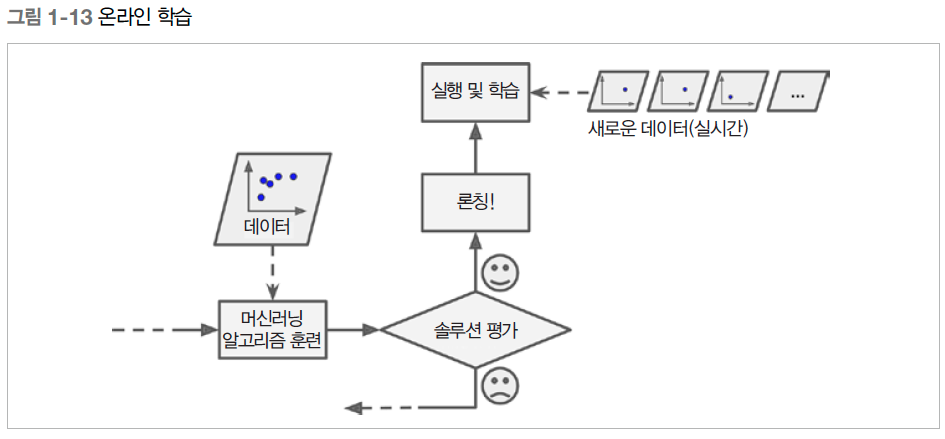 그림 1-13 온라인 학습
실행 및 학습
...
새로운 데이터(실시간)
론칭!
데이터
머신러닝
알고리즘 훈련
솔루션 평가